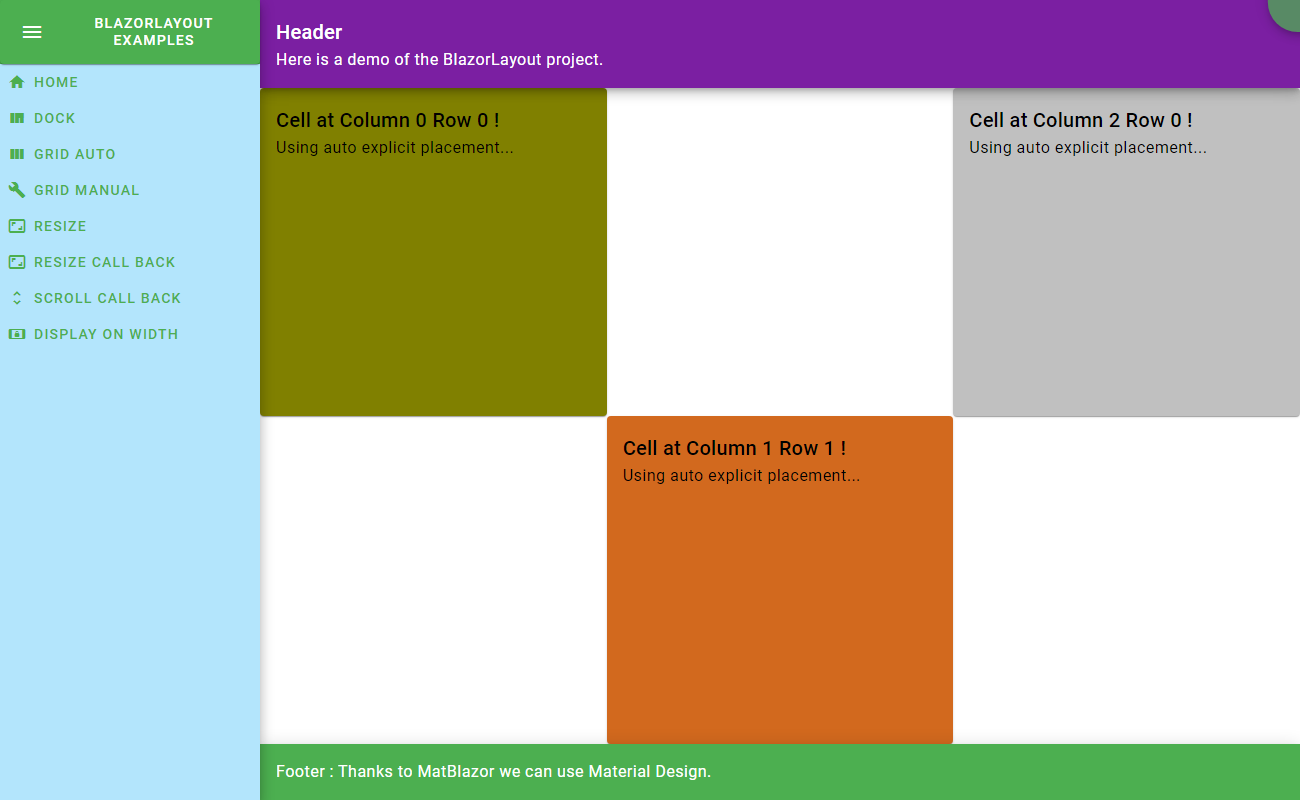 BLAZORLAYOUT
EXAMPLES
HOME
DOCK
GRID AUTO
GRID MANUAL
RESIZE
RESIZE CALL BACK
SCROLL CALL BACK
DISPLAY ON WIDTH
Header
Here is a demo of the BlazorLayout project.
Cell at Column 0 Row 0 !
Using auto explicit placement...
Cell at Column 2 Row 0 !
Using auto explicit placement...
Cell at Column 1 Row 1 !
Using auto explicit placement...
Footer : Thanks to MatBlazor we can use Material Design.